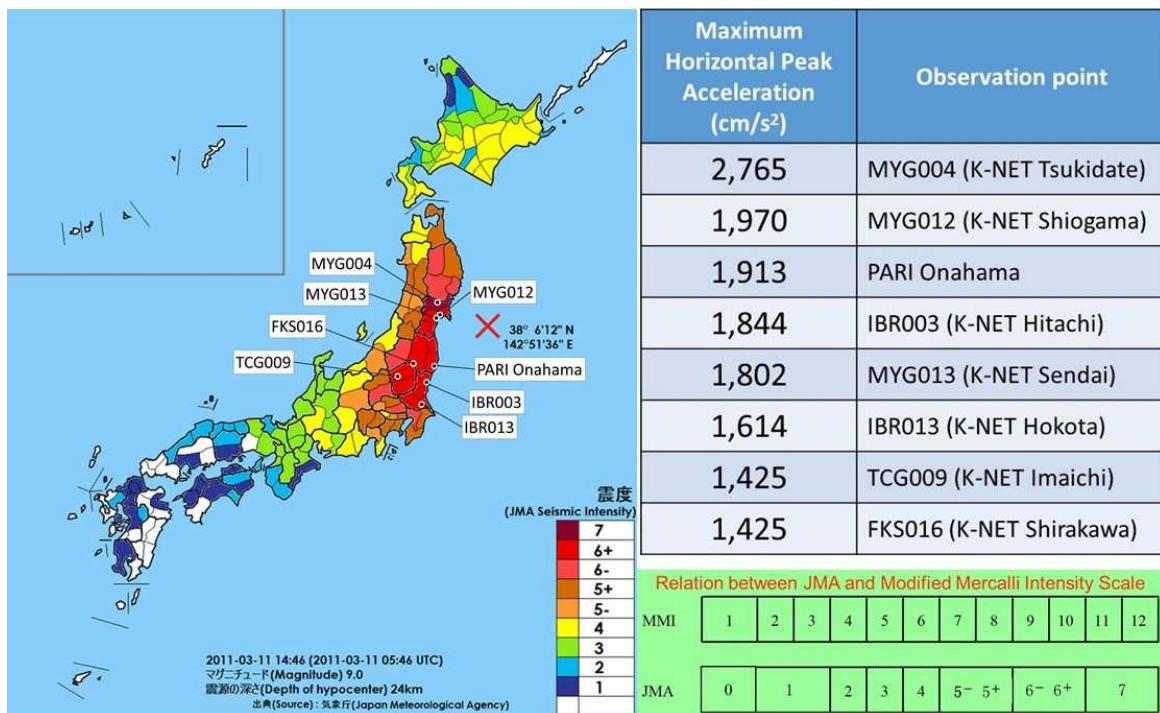 MYG004
MYG013
MYG012
FKS016
38° 6'12" N
142°51'36" E
TCG009
PARI Onahama
IBR003
IBR013
震度
(JMA Seismic Intensity)
7
6+
6-
5+
5-
4
3
2
1
2011-03-11 14:46 (2011-03-11 05:46 UTC)
マグニチュード(Magnitude) 9.0
震源の深さ(Depth of hypocenter) 24km
出典(Source) : 気象庁(Japan Meteorological Agency)
Maximum
Horizontal Peak
Acceleration
(cm/s²)
Observation point
2,765 MYG004 (K-NET Tsukidate)
1,970 MYG012 (K-NET Shiogama)
1,913 PARI Onahama
1,844 IBR003 (K-NET Hitachi)
1,802 MYG013 (K-NET Sendai)
1,614 IBR013 (K-NET Hokota)
1,425 TCG009 (K-NET Imaichi)
1,425 FKS016 (K-NET Shirakawa)
Relation between JMA and Modified Mercalli Intensity Scale
MMI 1 2 3 4 5 6 7 8 9 10 11 12
JMA 0 1 2 3 4 5- 5+ 6- 6+ 7